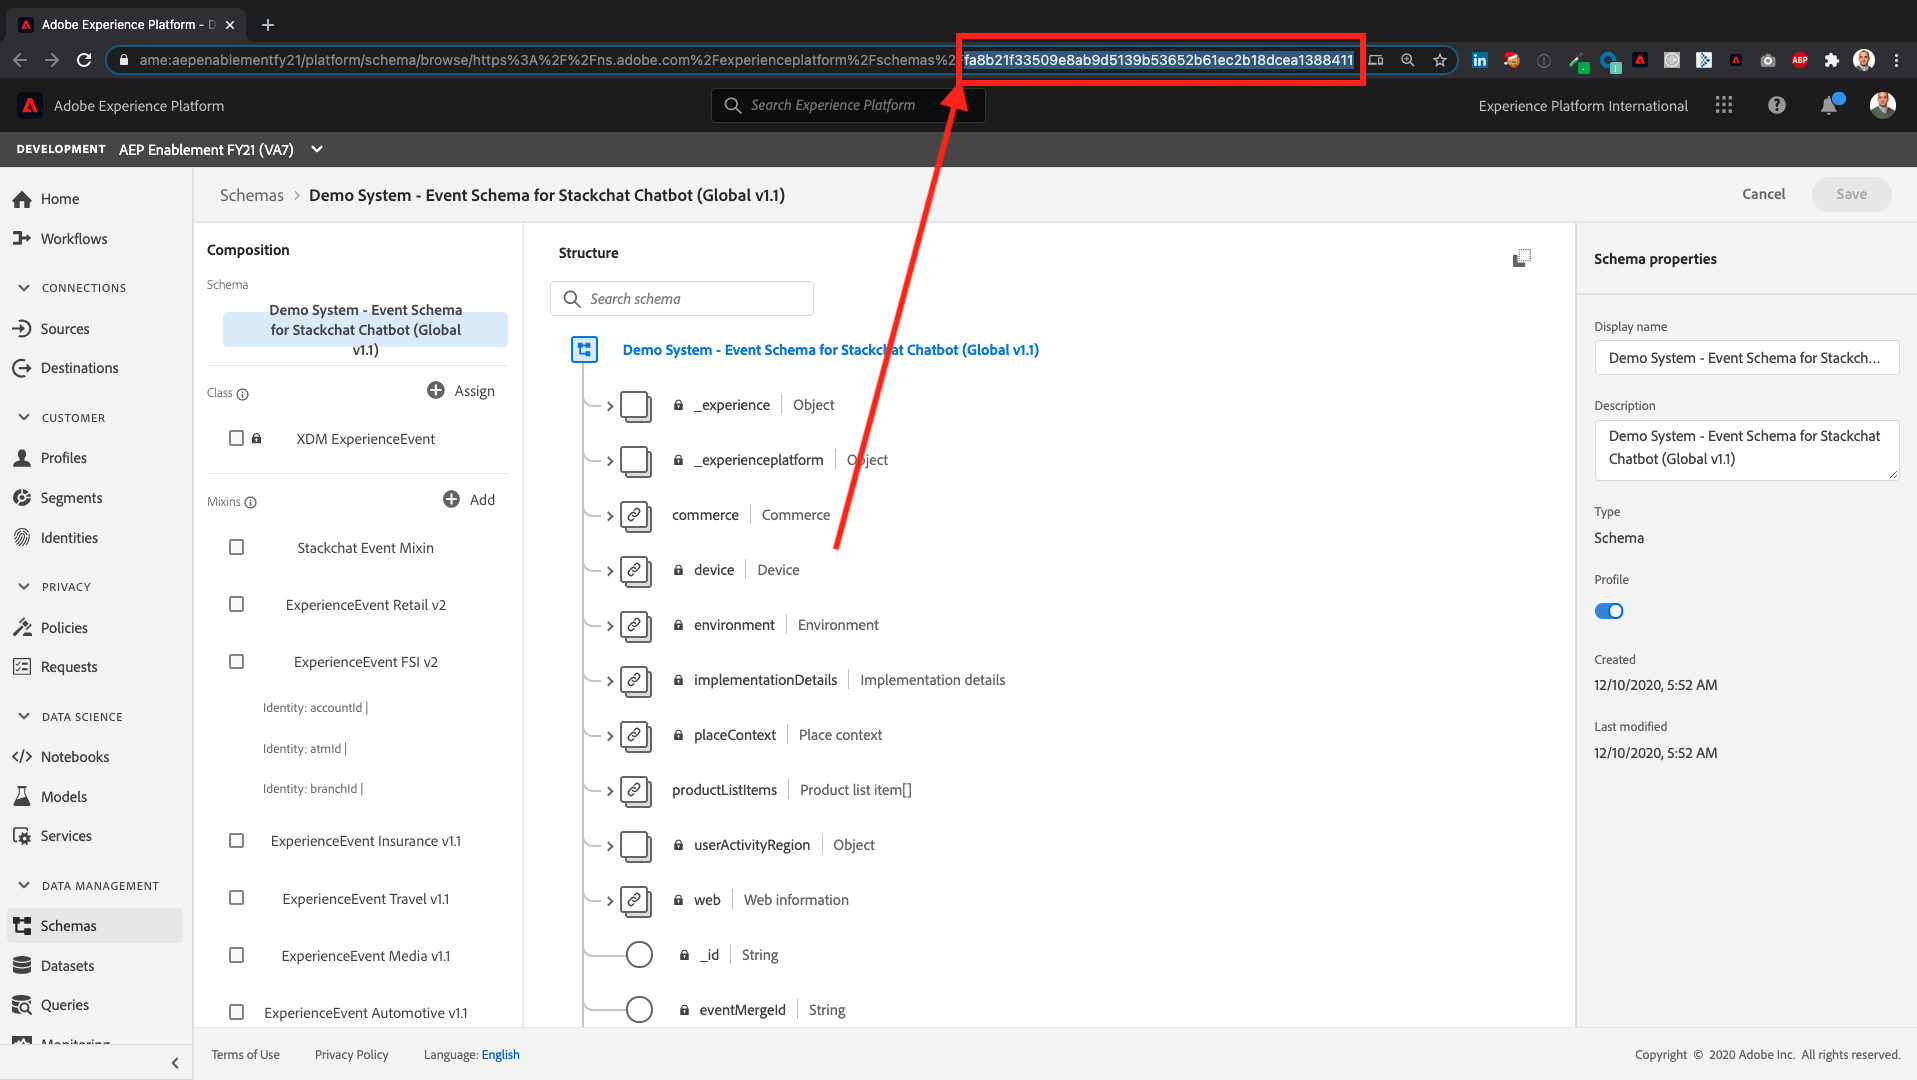 Adobe Experience Platform - D
ame:aepenablementfy21/platform/schema/browse/https%3A%2F%2Fns.adobe.com%2Fexperienceplatform%2Fschemas%2Ffa8b21f33509e8ab9d5139b53652b61ec2b18dcea1388411
Adobe Experience Platform
Search Experience Platform
Experience Platform International
DEVELOPMENT AEP Enablement FY21 (VA7)
Home
Workflows
CONNECTIONS
Sources
Destinations
CUSTOMER
Profiles
Segments
Identities
PRIVACY
Policies
Requests
DATA SCIENCE
Notebooks
Models
Services
DATA MANAGEMENT
Schemas
Datasets
Queries
Monitoring
Schemas > Demo System - Event Schema for Stackchat Chatbot (Global v1.1)
Cancel
Save
Composition
Schema
Demo System - Event Schema
for Stackchat Chatbot (Global
v1.1)
Class
Assign
XDM ExperienceEvent
Mixins
Add
Stackchat Event Mixin
ExperienceEvent Retail v2
ExperienceEvent FSI v2
Identity: accountId |
Identity: atmId |
Identity: branchId |
ExperienceEvent Insurance v1.1
ExperienceEvent Travel v1.1
ExperienceEvent Media v1.1
ExperienceEvent Automotive v1.1
Structure
Search schema
Demo System - Event Schema for Stackchat Chatbot (Global v1.1)
_experience | Object
_experienceplatform | Object
commerce | Commerce
device | Device
environment | Environment
implementationDetails | Implementation details
placeContext | Place context
productListItems | Product list item[]
userActivityRegion | Object
web | Web information
_id | String
eventMergeId | String
Schema properties
Display name
Demo System - Event Schema for Stackch...
Description
Demo System - Event Schema for Stackchat
Chatbot (Global v1.1)
Type
Schema
Profile
Created
12/10/2020, 5:52 AM
Last modified
12/10/2020, 5:52 AM
Terms of Use
Privacy Policy
Language: English
Copyright © 2020 Adobe Inc. All rights reserved.
ABP